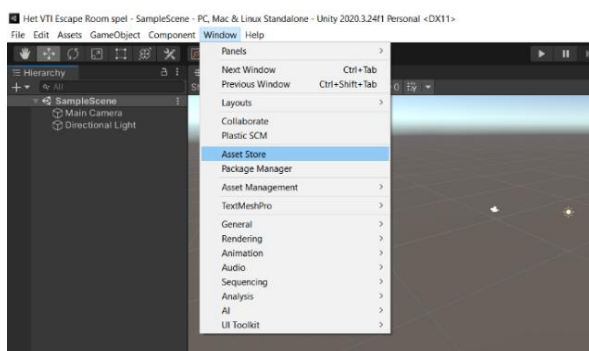 Het VTI Escape Room spel - SampleScene - PC, Mac & Linux Standalone - Unity 2020.3.24f1 Personal <DX11>
File Edit Assets GameObject Component Window Help
Hierarchy
All
SampleScene
Main Camera
Directional Light
Panels
Next Window Ctrl+Tab
Previous Window Ctrl+Shift+Tab
Layouts
Collaborate
Plastic SCM
Asset Store
Package Manager
Asset Management
TextMeshPro
General
Rendering
Animation
Audio
Sequencing
Analysis
AI
UI Toolkit